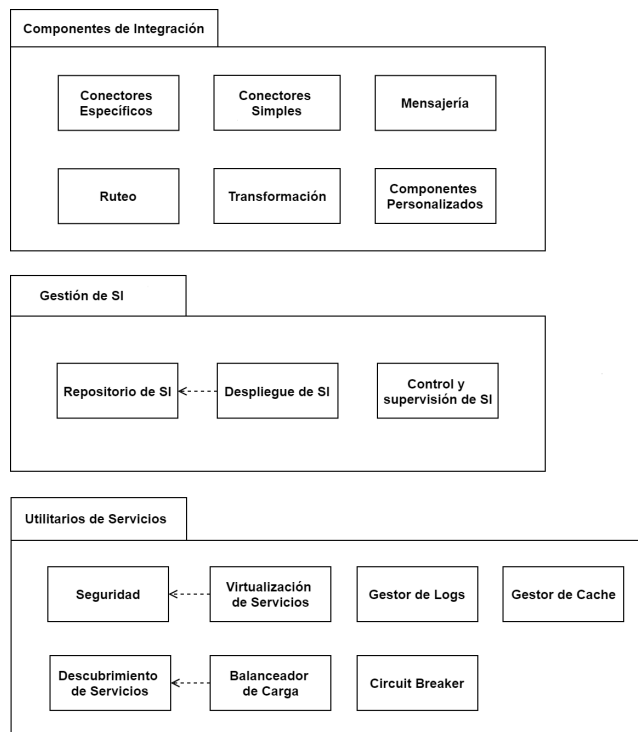 Componentes de Integración
Conectores
Específicos
Conectores
Simples
Mensajería
Ruteo
Transformación
Componentes
Personalizados
Gestión de SI
Repositorio de SI
Despliegue de SI
Control y
supervisión de SI
Utilitarios de Servicios
Seguridad
Virtualización
de Servicios
Gestor de Logs
Gestor de Cache
Descubrimiento
de Servicios
Balanceador
de Carga
Circuit Breaker